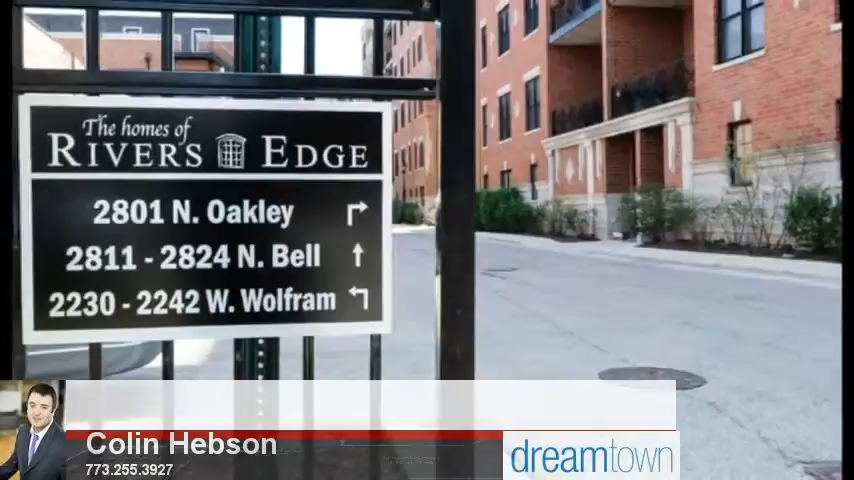 The homes of
RIVERS EDGE
2801 N. Oakley
2811 - 2824 N. Bell
2230 - 2242 W. Wolfram
Colin Hebson
773.255.3927
dreamtown